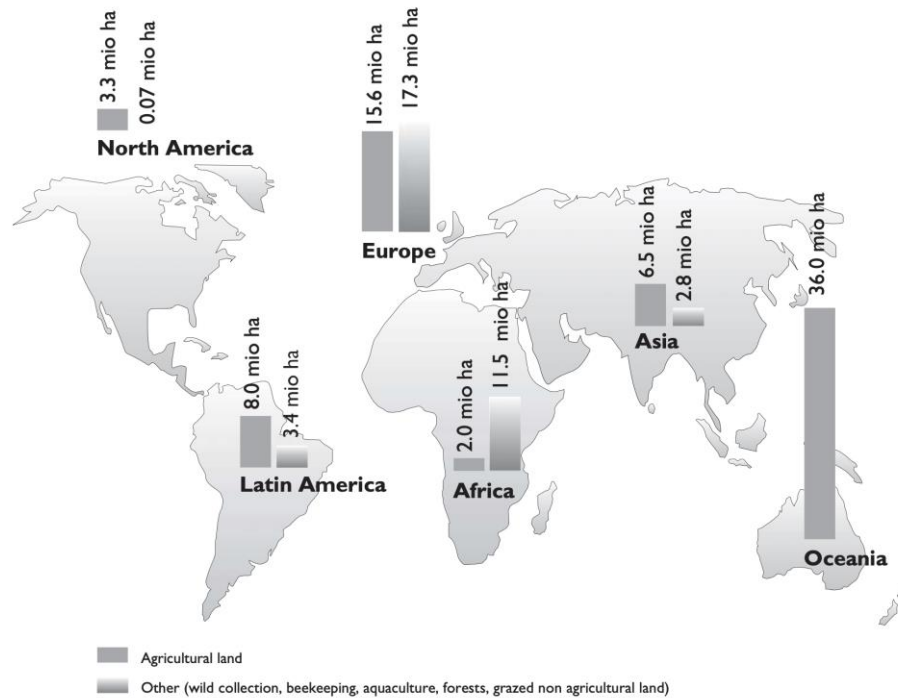 3.3 mio ha
0.07 mio ha
North America
15.6 mio ha
17.3 mio ha
Europe
6.5 mio ha
2.8 mio ha
Asia
36.0 mio ha
Oceania
8.0 mio ha
3.4 mio ha
Latin America
2.0 mio ha
11.5 mio ha
Africa
Agricultural land
Other (wild collection, beekeeping, aquaculture, forests, grazed non agricultural land)